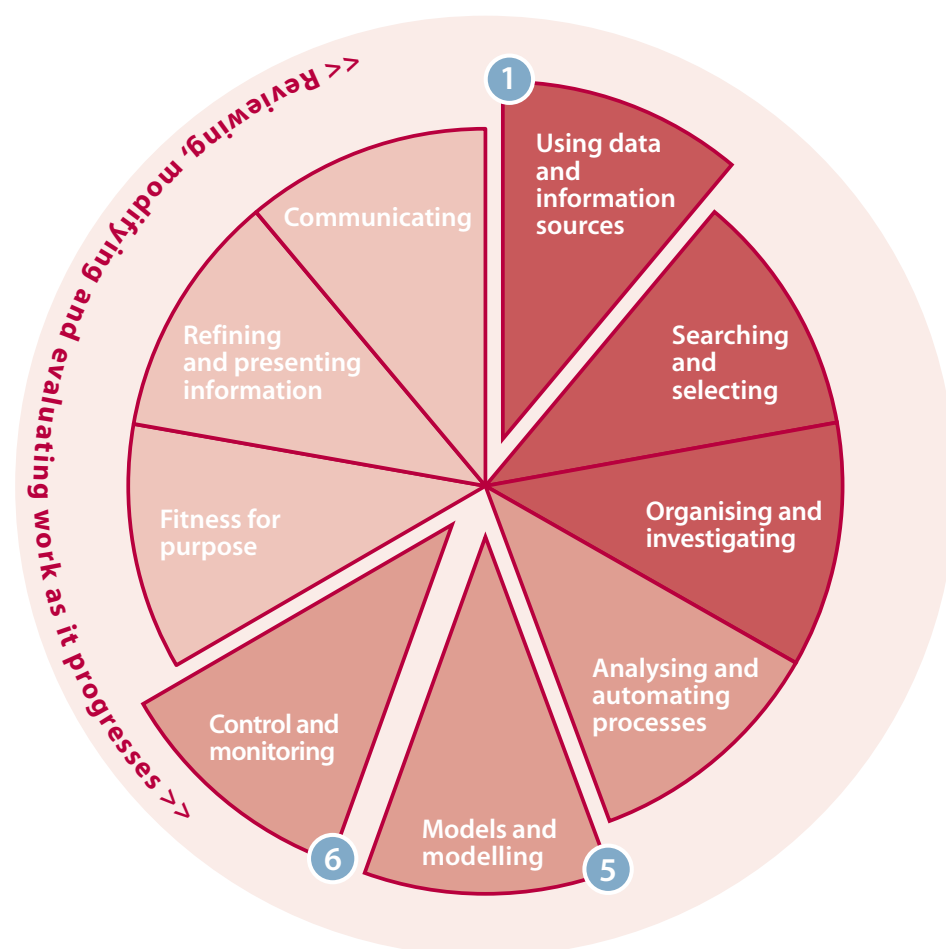 << Reviewing, modifying and evaluating work as it progresses >>
1
Using data
and
information
sources
Searching
and
selecting
Organising and
investigating
Analysing and
automating
processes
5
Models and
modelling
6
Control and
monitoring
Fitness for
purpose
Refining
and presenting
information
Communicating